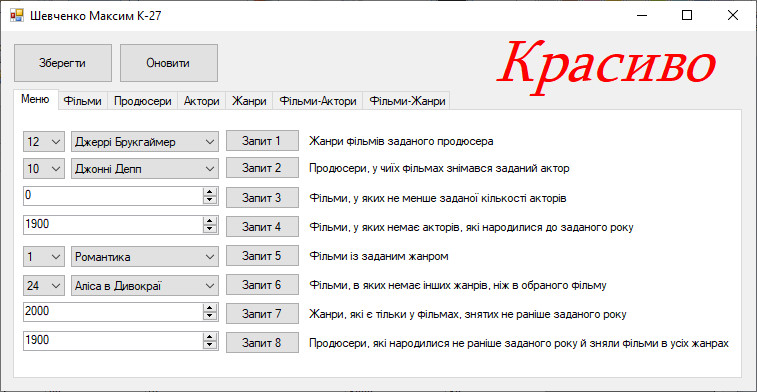 Шевченко Максим К-27
Зберегти Оновити Красиво
Меню Фільми Продюсери Актори Жанри Фільми-Актори Фільми-Жанри
12 Джеррі Брукгаймер Запит 1 Жанри фільмів заданого продюсера
10 Джонні Депп Запит 2 Продюсери, у чиїх фільмах знімався заданий актор
0 Запит 3 Фільми, у яких не менше заданої кількості акторів
1900 Запит 4 Фільми, у яких немає акторів, які народилися до заданого року
1 Романтика Запит 5 Фільми із заданим жанром
24 Аліса в Дивокраї Запит 6 Фільми, в яких немає інших жанрів, ніж в обраного фільму
2000 Запит 7 Жанри, які є тільки у фільмах, знятих не раніше заданого року
1900 Запит 8 Продюсери, які народилися не раніше заданого року й зняли фільми в усіх жанрах